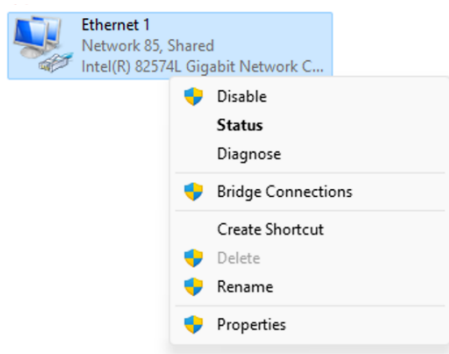 Ethernet 1
Network 85, Shared
Intel(R) 82574L Gigabit Network C...
Disable
Status
Diagnose
Bridge Connections
Create Shortcut
Delete
Rename
Properties